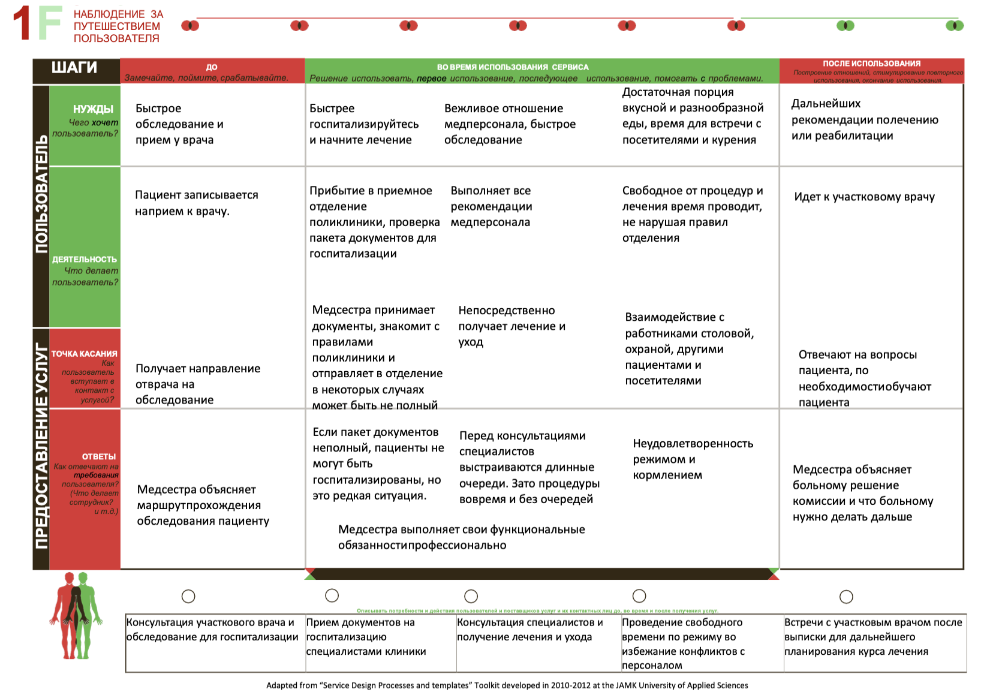 1F
НАБЛЮДЕНИЕ ЗА
ПУТЕШЕСТВИЕМ
ПОЛЬЗОВАТЕЛЯ
ШАГИ
ДО
Замечайте, поймите, срабатывайте.
ВО ВРЕМЯ ИСПОЛЬЗОВАНИЯ СЕРВИСА
Решение использовать, первое использование, последующее использование, помогать с проблемами.
ПОСЛЕ ИСПОЛЬЗОВАНИЯ
Построение отношений, стимулирование повторного
использования, окончание использования.
ПОЛЬЗОВАТЕЛЬ
НУЖДЫ
Чего хочет
пользователь?
Быстрое
обследование и
прием у врача
Быстрее
госпитализируйтесь
и начните лечение
Вежливое отношение
медперсонала, быстрое
обследование
Достаточная порция
вкусной и разнообразной
еды, время для встречи с
посетителями и курения
Дальнейших
рекомендации полечению
или реабилитации
ДЕЯТЕЛЬНОСТЬ
Что делает
пользователь?
Пациент записывается
наприем к врачу.
Прибытие в приемное
отделение
поликлиники, проверка
пакета документов для
госпитализации
Выполняет все
рекомендации
медперсонала
Свободное от процедур и
лечения время проводит,
не нарушая правил
отделения
Идет к участковому врачу
ПРЕДОСТАВЛЕНИЕ УСЛУГ
ТОЧКА КАСАНИЯ
Как
пользователь
вступает в
контакт с
услугой?
Получает направление
отврача на
обследование
Медсестра принимает
документы, знакомит с
правилами
поликлиники и
отправляет в отделение
в некоторых случаях
может быть не полный
Непосредственно
получает лечение и
уход
Взаимодействие с
работниками столовой,
охраной, другими
пациентами и
посетителями
Отвечают на вопросы
пациента, по
необходимостиобучают
пациента
ОТВЕТЫ
Как отвечают на
требования
пользователя?
(Что делает
сотрудник?
и т.д.)
Медсестра объясняет
маршрутпрохождения
обследования пациенту
Если пакет документов
неполный, пациенты не
могут быть
госпитализированы, но
это редкая ситуация.
Перед консультациями
специалистов
выстраиваются длинные
очереди. Зато процедуры
вовремя и без очередей
Неудовлетворенность
режимом и
кормлением
Медсестра выполняет свои функциональные
обязанностипрофессионально
Медсестра объясняет
больному решение
комиссии и что больному
нужно делать дальше
Описывать потребности и действия пользователей и поставщиков услуг и их контактных лиц до, во время и после получения услуг.
Консультация участкового врача и
обследование для госпитализации
Прием документов на
госпитализацию
специалистами клиники
Консультация специалистов и
получение лечения и ухода
Проведение свободного
времени по режиму во
избежание конфликтов с
персоналом
Встречи с участковым врачом после
выписки для дальнейшего
планирования курса лечения
Adapted from “Service Design Processes and templates” Toolkit developed in 2010-2012 at the JAMK University of Applied Sciences